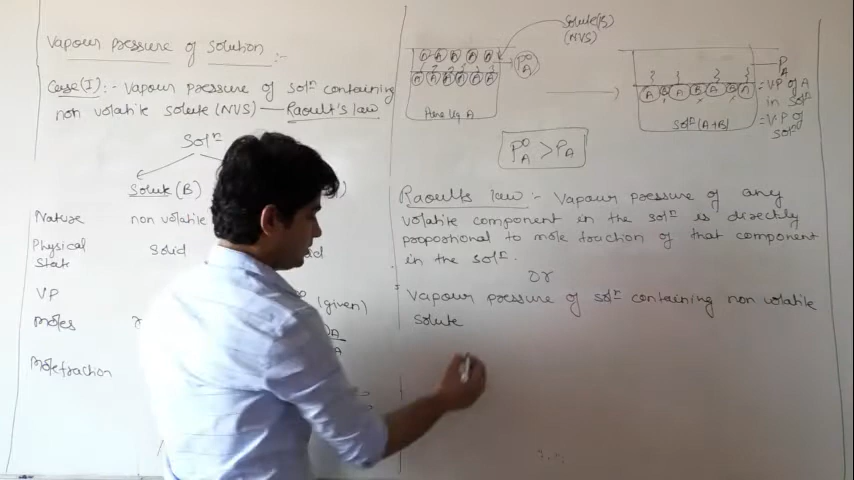 Vapour pressure of solution :-
Case(I) :- Vapour pressure of solⁿ containing
non volatile solute (NVS) — Raoult's law
Solⁿ
Solute (B)
Nature non volatile
Physical Solid
State
VP (given)
Moles
Molefraction
Solute(B)
(NVS)
A A A A A
P°A
A A A A A A
Pure liq A
PA
A B A B A B A
= VP of A
in Solⁿ
= V.P of
Solⁿ
Solⁿ (A+B)
P°A > PA
Raoult's law :- Vapour pressure of any
volatile component in the solⁿ is directly
proportional to mole fraction of that component
in the solⁿ.
or
Vapour pressure of solⁿ containing non volatile
solute